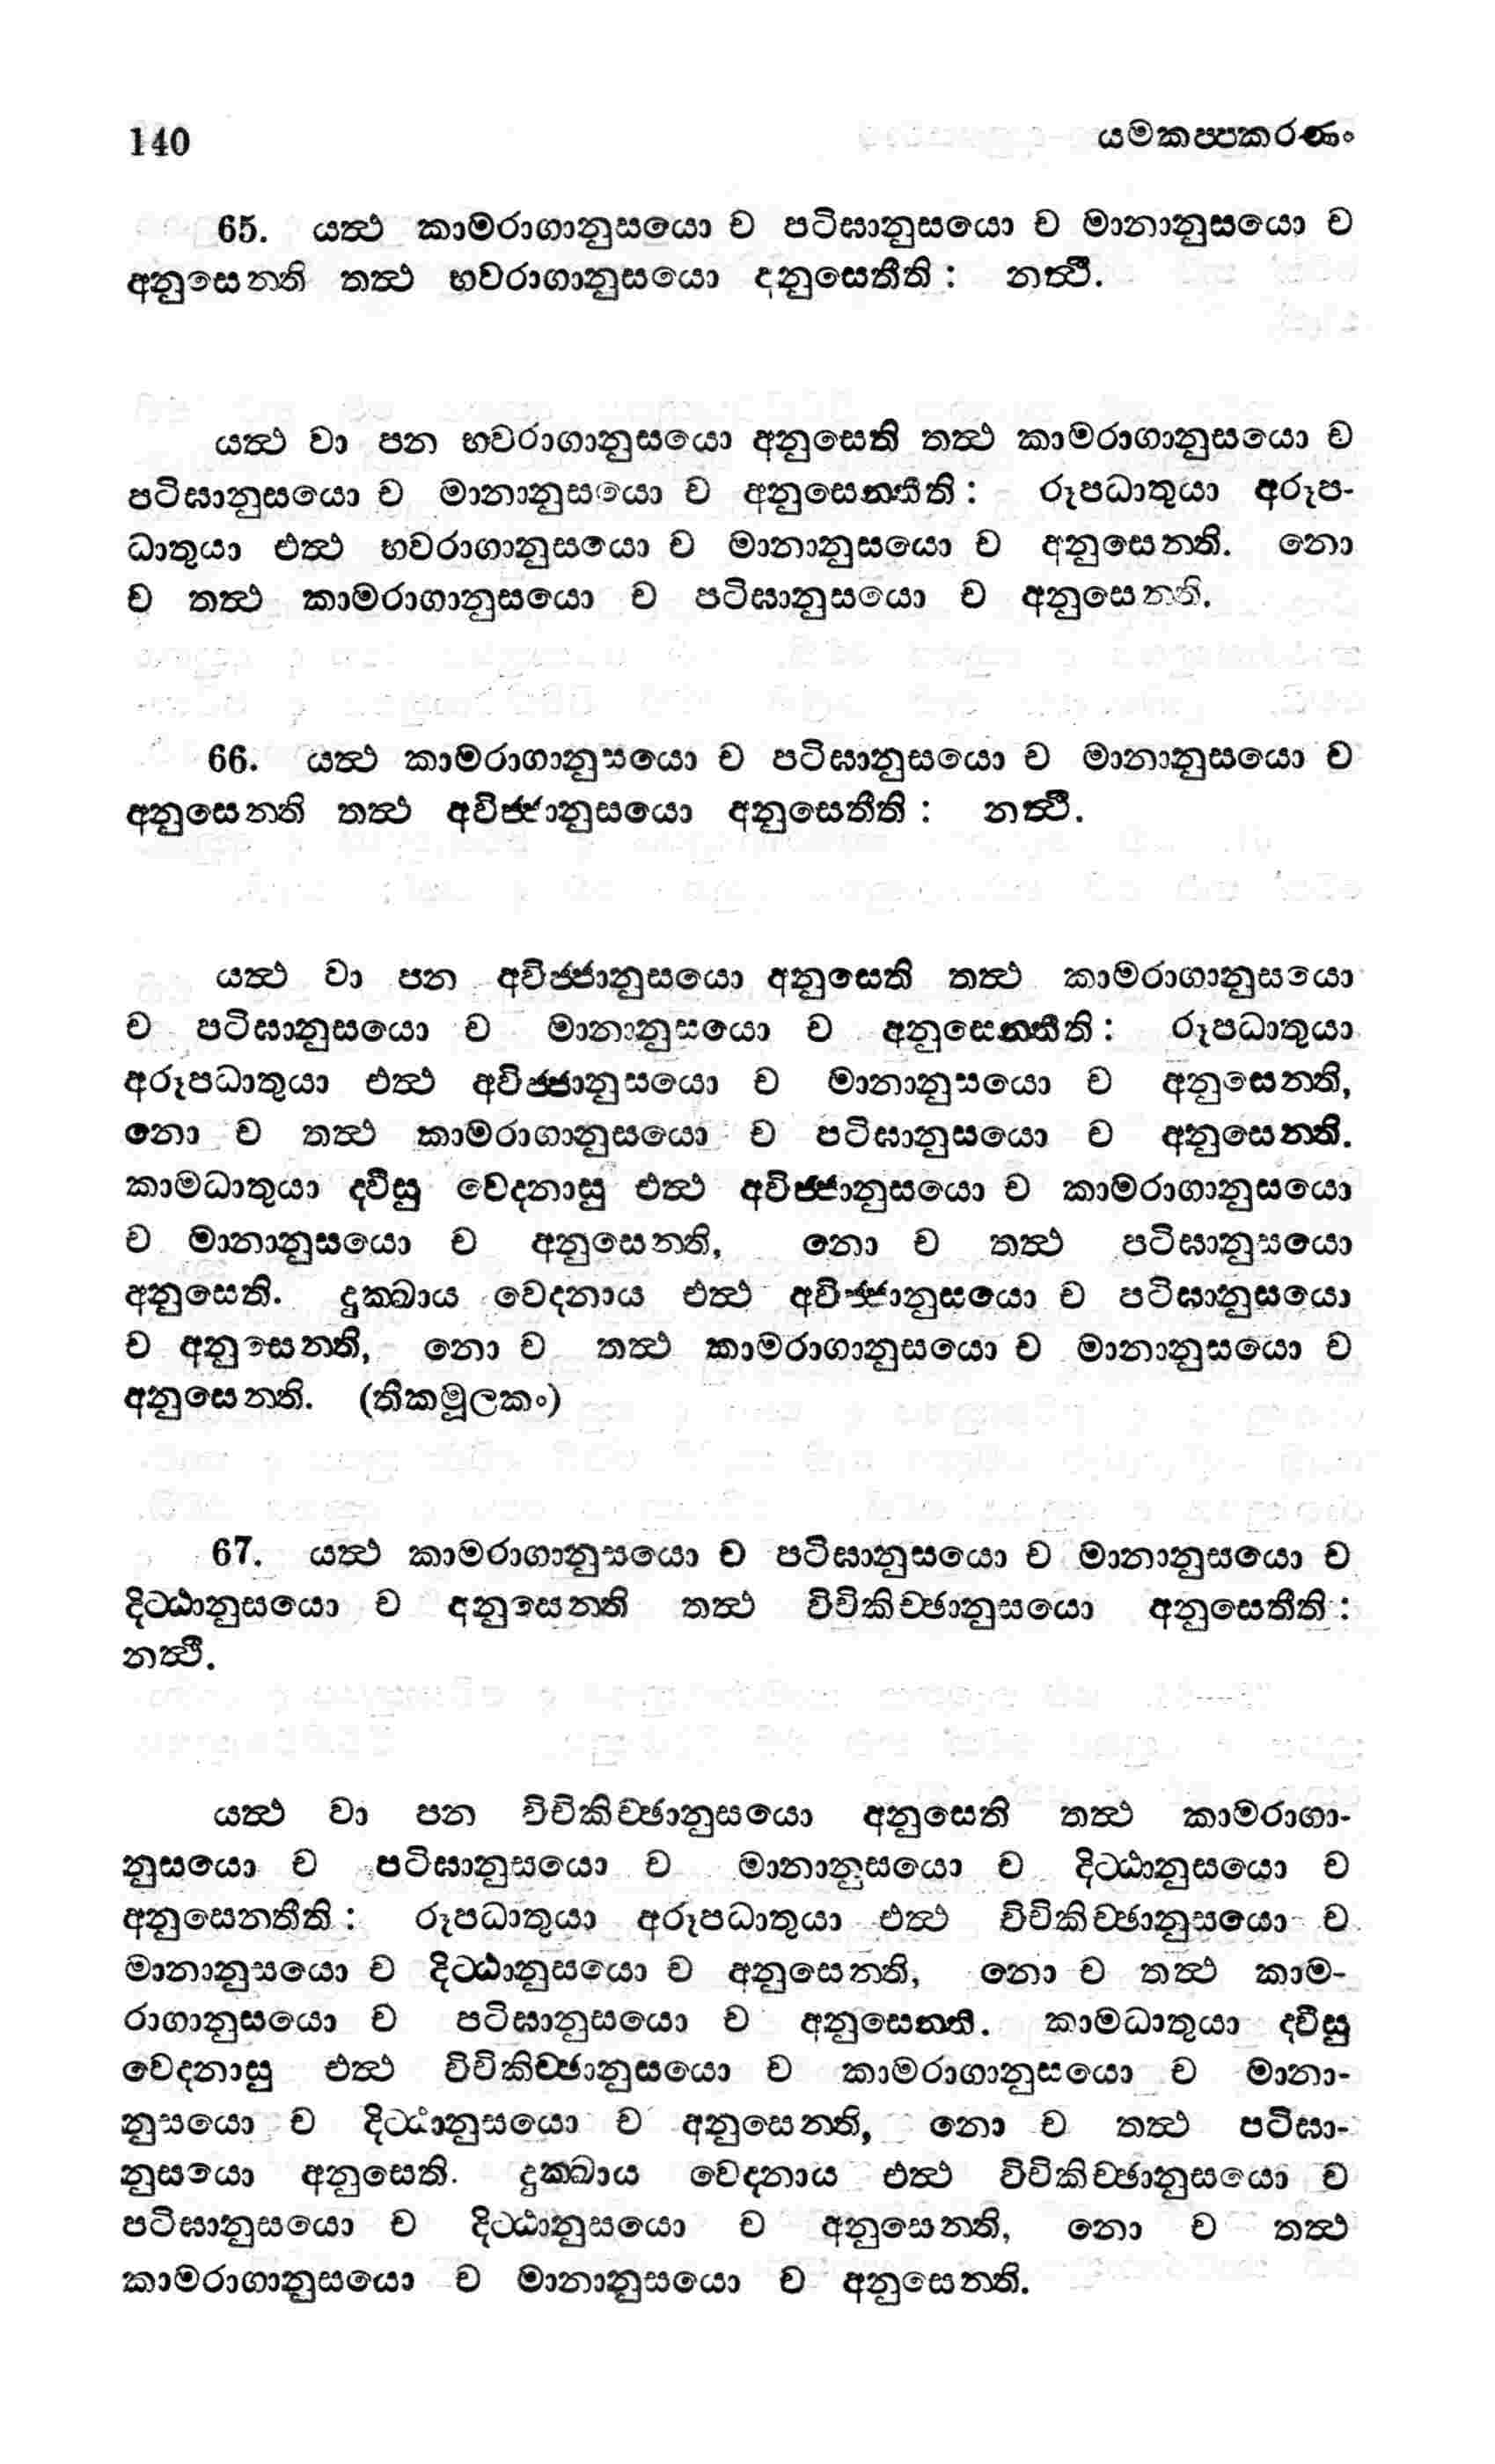 140 යමකප්පකරණං
65. යත්ථ කාමරාගානුසයො ච පටිඝානුසයො ච මානානුසයො ච
අනුසෙන්ති තත්ථ භවරාගානුසයො දනුසෙතීති : නත්ථි.
යත්ථ වා පන භවරාගානුසයො අනුසෙති තත්ථ කාමරාගානුසයො ච
පටිඝානුසයො ච මානානුසයො ච අනුසෙන්තීති : රූපධාතුයා අරූප-
ධාතුයා එත්ථ භවරාගානුසයො ච මානානුසයො ච අනුසෙන්ති. නො
ච තත්ථ කාමරාගානුසයො ච පටිඝානුසයො ච අනුසෙන්ති.
66. යත්ථ කාමරාගානුසයො ච පටිඝානුසයො ච මානානුසයො ච
අනුසෙන්ති තත්ථ අවිජ්ජානුසයො අනුසෙතීති : නත්ථි.
යත්ථ වා පන අවිජ්ජානුසයො අනුසෙති තත්ථ කාමරාගානුසයො
ච පටිඝානුසයො ච මානානුසයො ච අනුසෙන්තීති : රූපධාතුයා
අරූපධාතුයා එත්ථ අවිජ්ජානුසයො ච මානානුසයො ච අනුසෙන්ති,
නො ච තත්ථ කාමරාගානුසයො ච පටිඝානුසයො ච අනුසෙන්ති.
කාමධාතුයා ද්වීසු වෙදනාසු එත්ථ අවිජ්ජානුසයො ච කාමරාගානුසයො
ච මානානුසයො ච අනුසෙන්ති, නො ච තත්ථ පටිඝානුසයො
අනුසෙති. දුක්ඛාය වෙදනාය එත්ථ අවිජ්ජානුසයො ච පටිඝානුසයො
ච අනුසෙන්ති, නො ච තත්ථ කාමරාගානුසයො ච මානානුසයො ච
අනුසෙන්ති. (තිකමූලකං)
67. යත්ථ කාමරාගානුසයො ච පටිඝානුසයො ච මානානුසයො ච
දිට්ඨානුසයො ච අනුසෙන්ති තත්ථ විචිකිච්ඡානුසයො අනුසෙතීති :
නත්ථි.
යත්ථ වා පන විචිකිච්ඡානුසයො අනුසෙති තත්ථ කාමරාගා-
නුසයො ච පටිඝානුසයො ච මානානුසයො ච දිට්ඨානුසයො ච
අනුසෙන්තීති : රූපධාතුයා අරූපධාතුයා එත්ථ විචිකිච්ඡානුසයො ච
මානානුසයො ච දිට්ඨානුසයො ච අනුසෙන්ති, නො ච තත්ථ කාම-
රාගානුසයො ච පටිඝානුසයො ච අනුසෙන්ති. කාමධාතුයා ද්වීසු
වෙදනාසු එත්ථ විචිකිච්ඡානුසයො ච කාමරාගානුසයො ච මානා-
නුසයො ච දිට්ඨානුසයො ච අනුසෙන්ති, නො ච තත්ථ පටිඝා-
නුසයො අනුසෙති. දුක්ඛාය වෙදනාය එත්ථ විචිකිච්ඡානුසයො ච
පටිඝානුසයො ච දිට්ඨානුසයො ච අනුසෙන්ති, නො ච තත්ථ
කාමරාගානුසයො ච මානානුසයො ච අනුසෙන්ති.